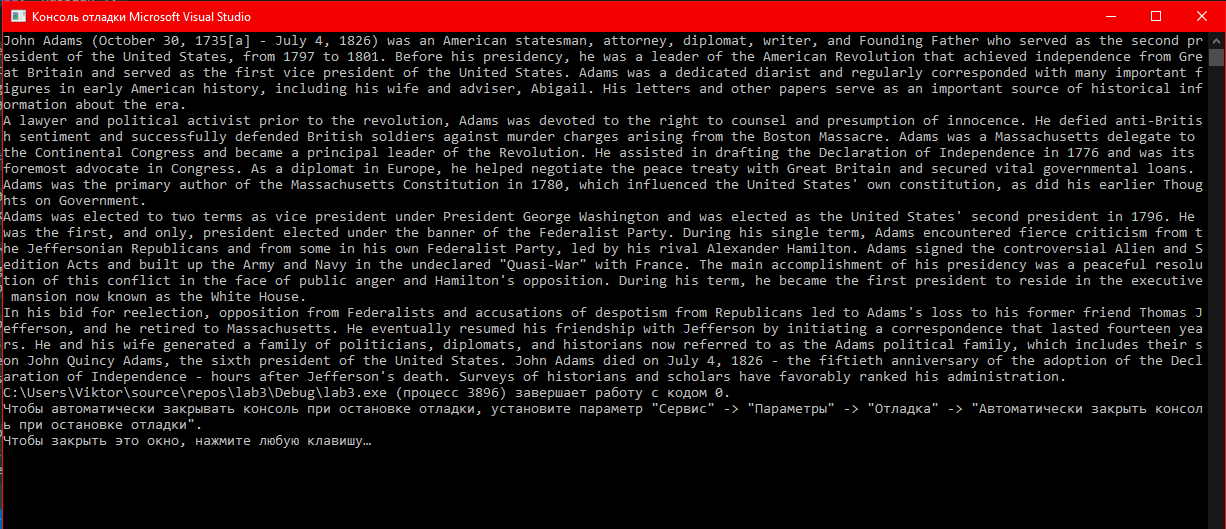 Консоль отладки Microsoft Visual Studio
John Adams (October 30, 1735[a] - July 4, 1826) was an American statesman, attorney, diplomat, writer, and Founding Father who served as the second pr
esident of the United States, from 1797 to 1801. Before his presidency, he was a leader of the American Revolution that achieved independence from Gre
at Britain and served as the first vice president of the United States. Adams was a dedicated diarist and regularly corresponded with many important f
igures in early American history, including his wife and adviser, Abigail. His letters and other papers serve as an important source of historical inf
ormation about the era.
A lawyer and political activist prior to the revolution, Adams was devoted to the right to counsel and presumption of innocence. He defied anti-Britis
h sentiment and successfully defended British soldiers against murder charges arising from the Boston Massacre. Adams was a Massachusetts delegate to
the Continental Congress and became a principal leader of the Revolution. He assisted in drafting the Declaration of Independence in 1776 and was its
foremost advocate in Congress. As a diplomat in Europe, he helped negotiate the peace treaty with Great Britain and secured vital governmental loans.
Adams was the primary author of the Massachusetts Constitution in 1780, which influenced the United States' own constitution, as did his earlier Thoug
hts on Government.
Adams was elected to two terms as vice president under President George Washington and was elected as the United States' second president in 1796. He
was the first, and only, president elected under the banner of the Federalist Party. During his single term, Adams encountered fierce criticism from t
he Jeffersonian Republicans and from some in his own Federalist Party, led by his rival Alexander Hamilton. Adams signed the controversial Alien and S
edition Acts and built up the Army and Navy in the undeclared "Quasi-War" with France. The main accomplishment of his presidency was a peaceful resolu
tion of this conflict in the face of public anger and Hamilton's opposition. During his term, he became the first president to reside in the executive
mansion now known as the White House.
In his bid for reelection, opposition from Federalists and accusations of despotism from Republicans led to Adams's loss to his former friend Thomas J
efferson, and he retired to Massachusetts. He eventually resumed his friendship with Jefferson by initiating a correspondence that lasted fourteen yea
rs. He and his wife generated a family of politicians, diplomats, and historians now referred to as the Adams political family, which includes their s
on John Quincy Adams, the sixth president of the United States. John Adams died on July 4, 1826 - the fiftieth anniversary of the adoption of the Decl
aration of Independence - hours after Jefferson's death. Surveys of historians and scholars have favorably ranked his administration.
C:\Users\Viktor\source\repos\lab3\Debug\lab3.exe (процесс 3896) завершает работу с кодом 0.
Чтобы автоматически закрывать консоль при остановке отладки, установите параметр "Сервис" -> "Параметры" -> "Отладка" -> "Автоматически закрыть консол
ь при остановке отладки".
Чтобы закрыть это окно, нажмите любую клавишу…